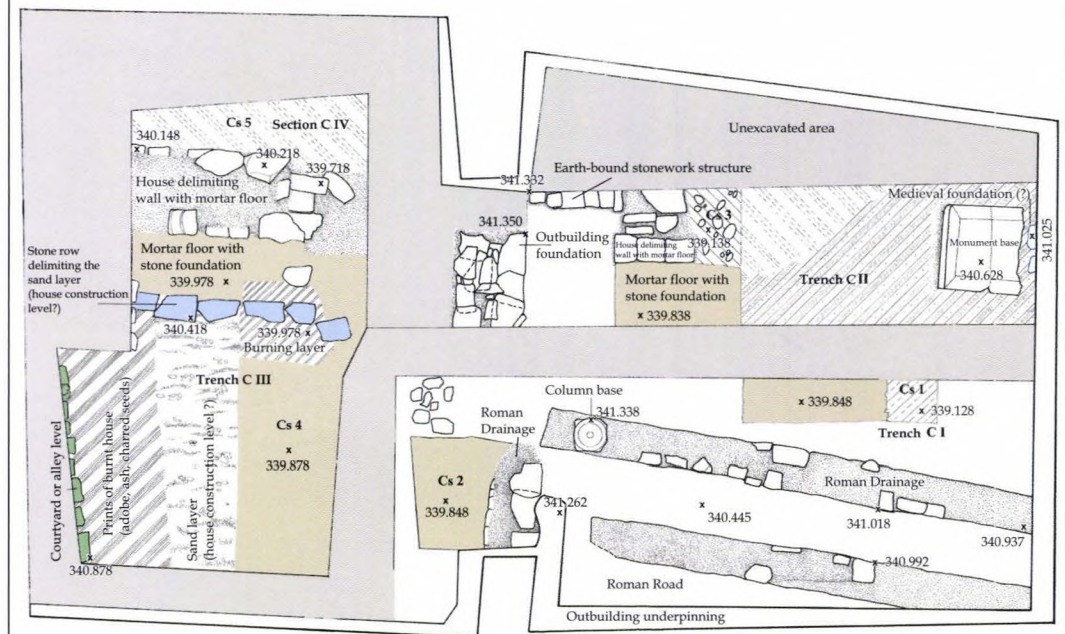 Cs 5 Section C IV
340.148
340.218
339.718
House delimiting
wall with mortar floor
Mortar floor with
stone foundation
339.978
Stone row
delimiting the
sand layer
(house construction
level?)
340.418
339.978
Burning layer
Trench C III
Courtyard or alley level
Prints of burnt house
(adobe, ash, charred seeds)
Sand layer
(house construction level ?)
Cs 4
339.878
340.878
Unexcavated area
Earth-bound stonework structure
341.332
341.350
Outbuilding
foundation
House delimiting
wall with mortar floor
Cs 3
339.138
Mortar floor with
stone foundation
339.838
Medieval foundation (?)
Monument base
340.628
341.025
Trench C II
Column base
341.338
Roman
Drainage
Cs 2
339.848
341.262
339.848
Cs 1
339.128
Trench C I
Roman Drainage
340.445
341.018
340.937
340.992
Roman Road
Outbuilding underpinning